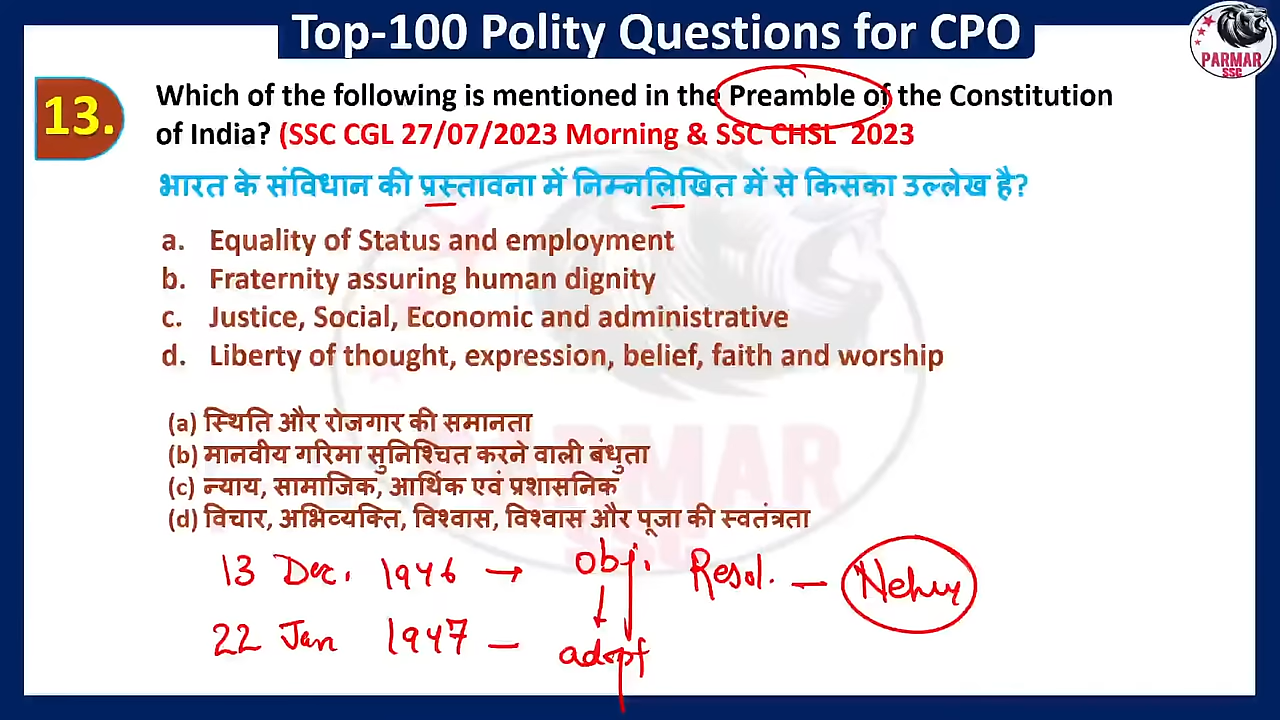 Top-100 Polity Questions for CPO
PARMAR
SSC
13.
Which of the following is mentioned in the Preamble of the Constitution
of India? (SSC CGL 27/07/2023 Morning & SSC CHSL 2023
भारत के संविधान की प्रस्तावना में निम्नलिखित में से किसका उल्लेख है?
a. Equality of Status and employment
b. Fraternity assuring human dignity
c. Justice, Social, Economic and administrative
d. Liberty of thought, expression, belief, faith and worship
(a) स्थिति और रोजगार की समानता
(b) मानवीय गरिमा सुनिश्चित करने वाली बंधुता
(c) न्याय, सामाजिक, आर्थिक एवं प्रशासनिक
(d) विचार, अभिव्यक्ति, विश्वास, विश्वास और पूजा की स्वतंत्रता
PARMAR
SSC
13 Dec. 1946 → obj. Resol. — Nehru
22 Jan 1947 — adopt